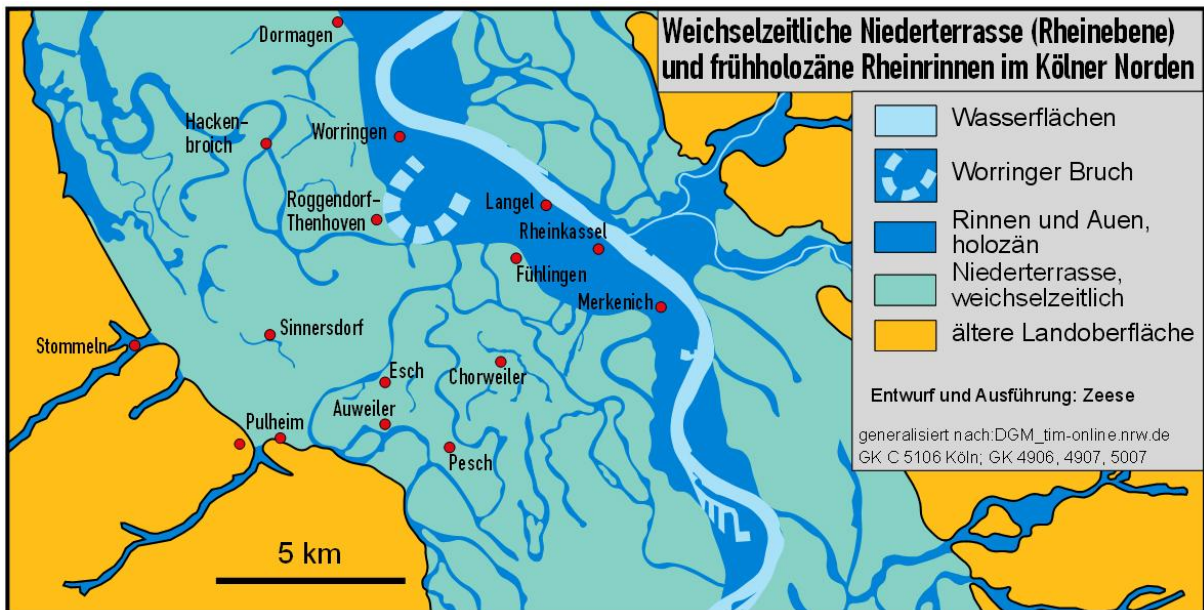 Weichselzeitliche Niederterrasse (Rheinebene)
und frühholozäne Rheinrinnen im Kölner Norden
Wasserflächen
Worringer Bruch
Rinnen und Auen,
holozän
Niederterrasse,
weichselzeitlich
ältere Landoberfläche
Entwurf und Ausführung: Zeese
generalisiert nach:DGM_tim-online.nrw.de
GK C 5106 Köln; GK 4906, 4907, 5007
Dormagen
Hacken-
broich
Worringen
Roggendorf-
Thenhoven
Langel
Rheinkassel
Fühlingen
Merkenich
Sinnersdorf
Stommeln
Esch
Chorweiler
Auweiler
Pulheim
Pesch
5 km